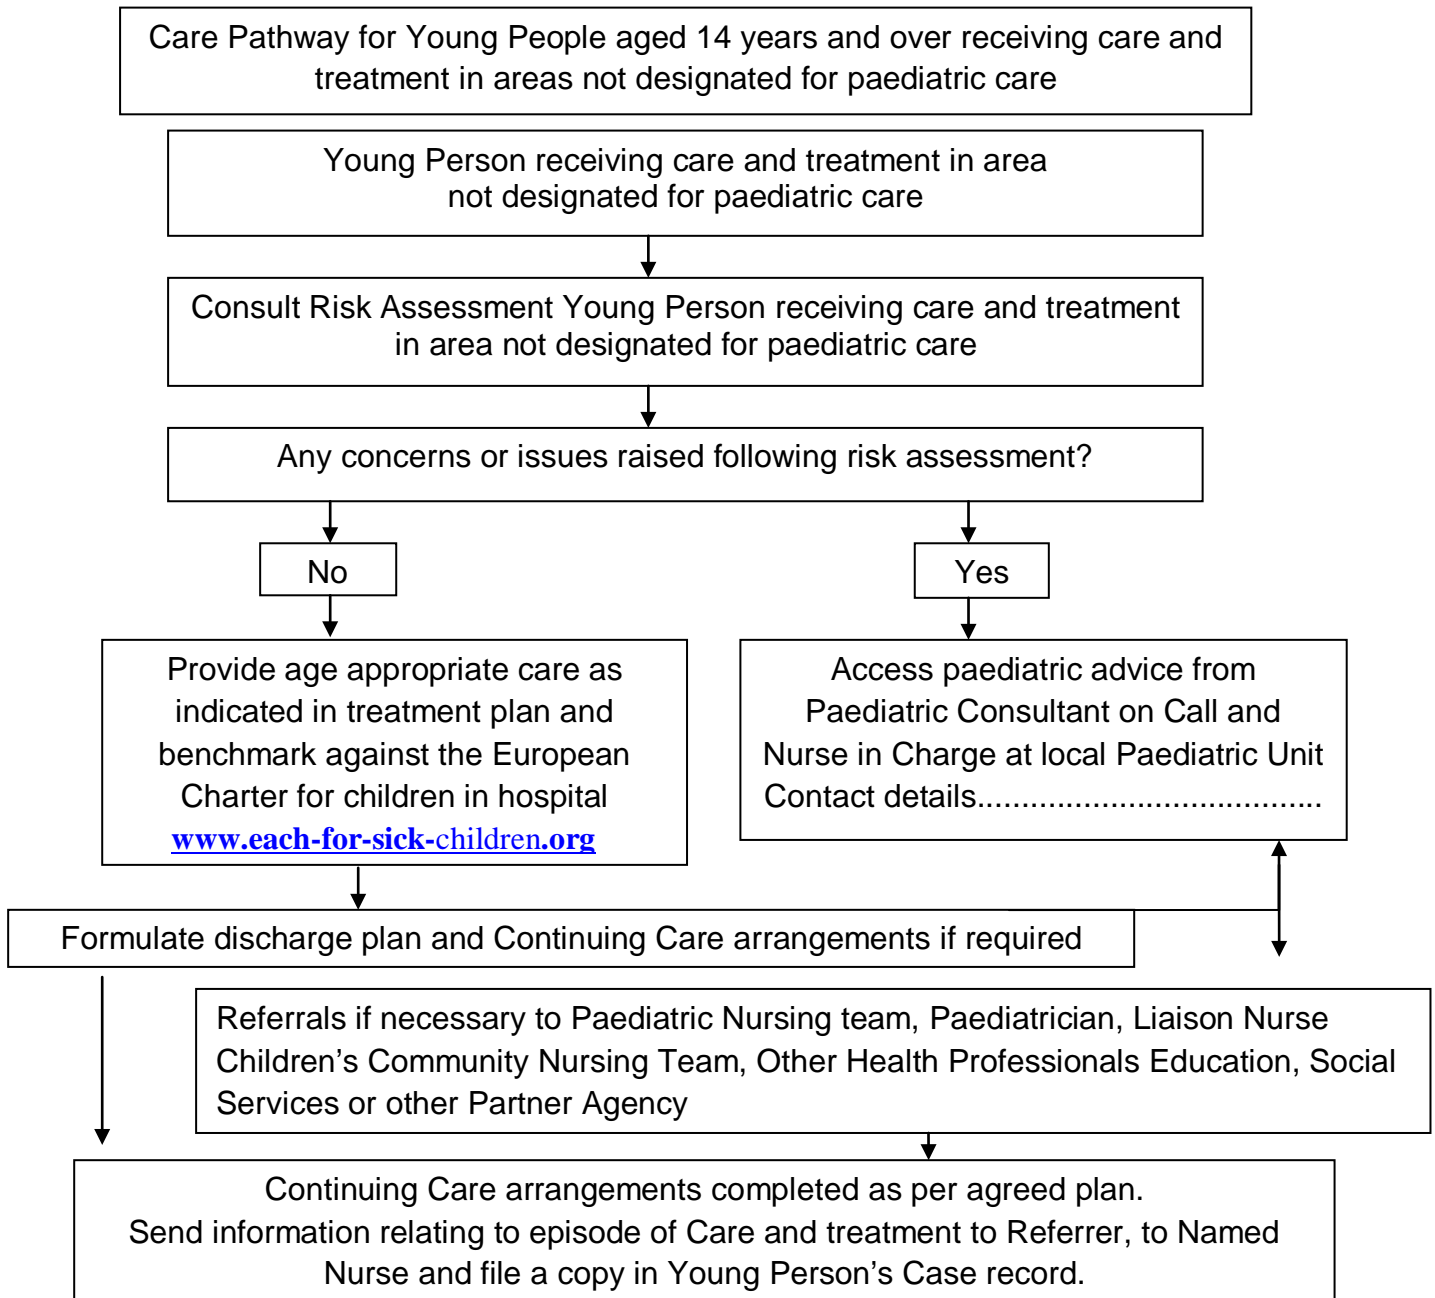 Care Pathway for Young People aged 14 years and over receiving care and
treatment in areas not designated for paediatric care
Young Person receiving care and treatment in area
not designated for paediatric care
Consult Risk Assessment Young Person receiving care and treatment
in area not designated for paediatric care
Any concerns or issues raised following risk assessment?
No
Yes
Provide age appropriate care as
indicated in treatment plan and
benchmark against the European
Charter for children in hospital
www.each-for-sick-children.org
Access paediatric advice from
Paediatric Consultant on Call and
Nurse in Charge at local Paediatric Unit
Contact details.......................................
Formulate discharge plan and Continuing Care arrangements if required
Referrals if necessary to Paediatric Nursing team, Paediatrician, Liaison Nurse
Children’s Community Nursing Team, Other Health Professionals Education, Social
Services or other Partner Agency
Continuing Care arrangements completed as per agreed plan.
Send information relating to episode of Care and treatment to Referrer, to Named
Nurse and file a copy in Young Person’s Case record.